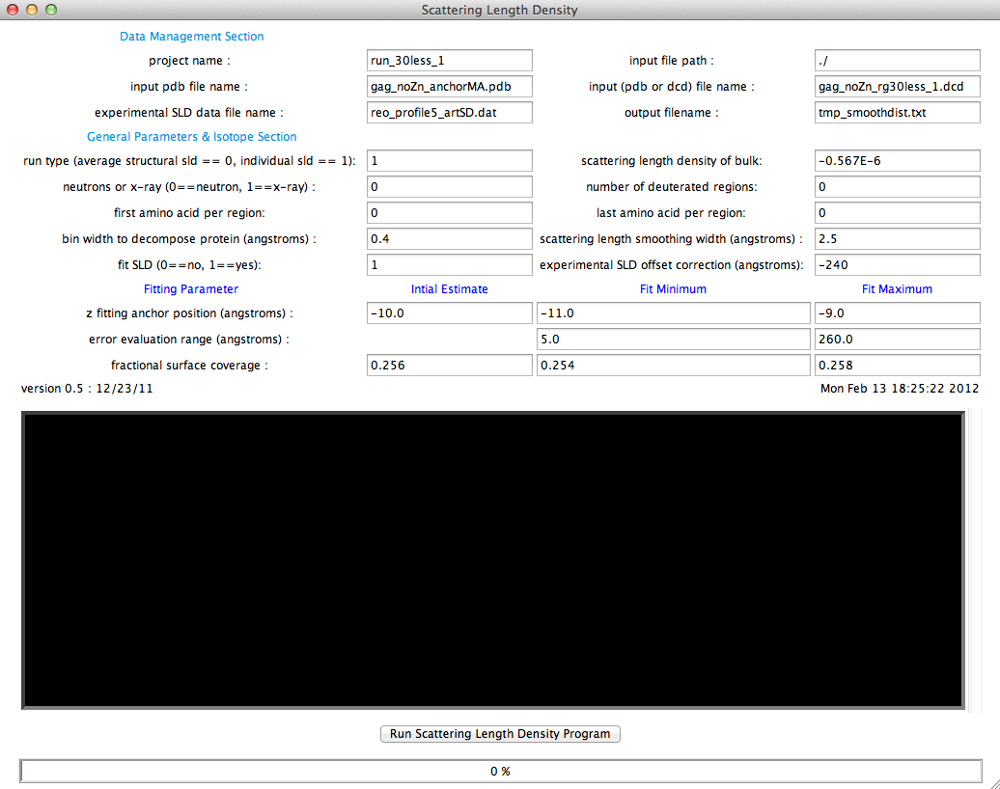 Scattering Length Density
Data Management Section
project name : run_30less_1 input file path : ./
input pdb file name : gag_noZn_anchorMA.pdb input (pdb or dcd) file name : gag_noZn_rg30less_1.dcd
experimental SLD data file name : reo_profile5_artSD.dat output filename : tmp_smoothdist.txt
General Parameters & Isotope Section
run type (average structural sld == 0, individual sld == 1): 1 scattering length density of bulk: -0.567E-6
neutrons or x-ray (0==neutron, 1==x-ray) : 0 number of deuterated regions: 0
first amino acid per region: 0 last amino acid per region: 0
bin width to decompose protein (angstroms) : 0.4 scattering length smoothing width (angstroms) : 2.5
fit SLD (0==no, 1==yes): 1 experimental SLD offset correction (angstroms): -240
Fitting Parameter Intial Estimate Fit Minimum Fit Maximum
z fitting anchor position (angstroms) : -10.0 -11.0 -9.0
error evaluation range (angstroms) : 5.0 260.0
fractional surface coverage : 0.256 0.254 0.258
version 0.5 : 12/23/11 Mon Feb 13 18:25:22 2012
Run Scattering Length Density Program
0 %